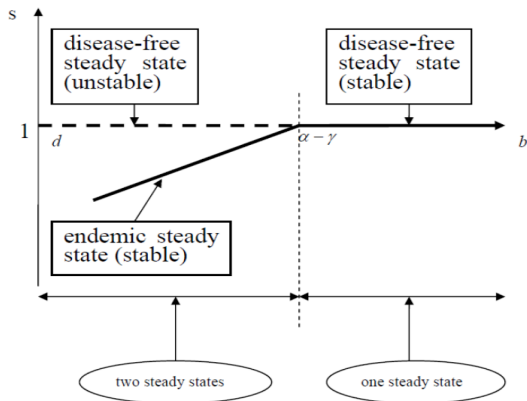 s
disease-free
steady state
(unstable)
disease-free
steady state
(stable)
1
d
α − γ
b
endemic steady
state (stable)
two steady states
one steady state